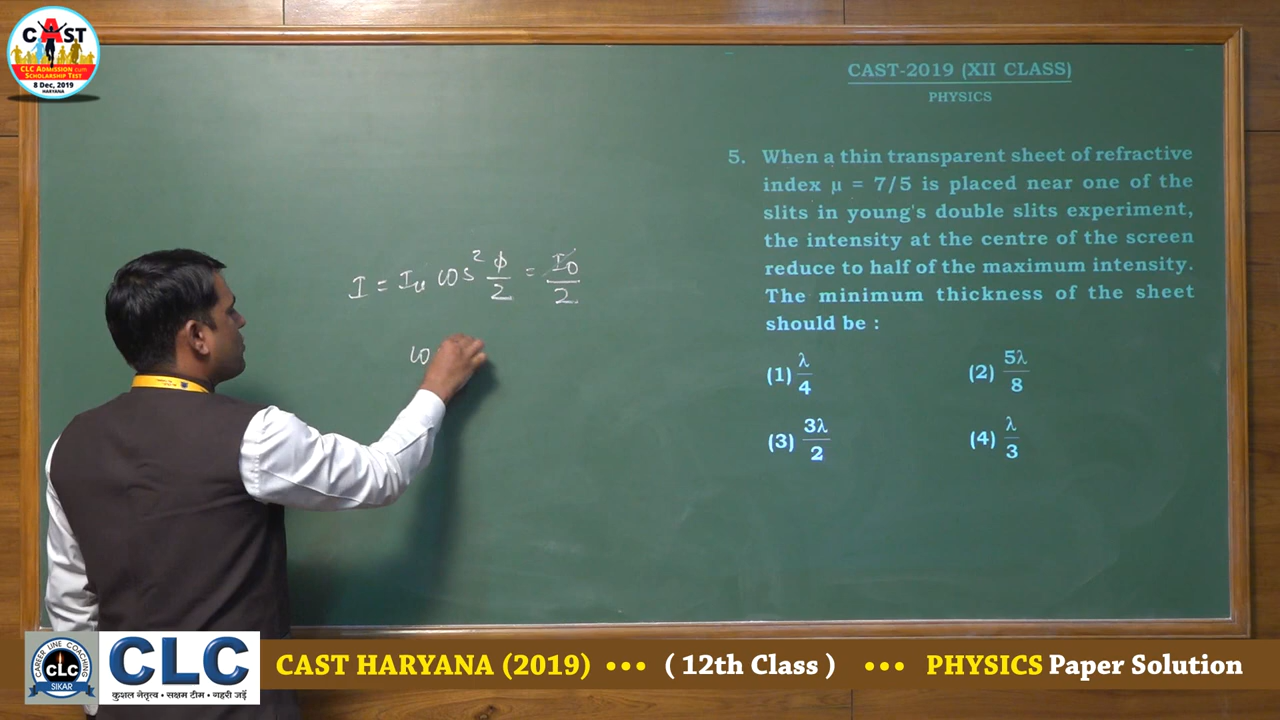 CAST
CLC ADMISSION cum
SCHOLARSHIP TEST
8 Dec, 2019
HARYANA
CAST-2019 (XII CLASS)
PHYSICS
5. When a thin transparent sheet of refractive
index μ = 7/5 is placed near one of the
slits in young's double slits experiment,
the intensity at the centre of the screen
reduce to half of the maximum intensity.
The minimum thickness of the sheet
should be :
(1) λ/4 (2) 5λ/8
(3) 3λ/2 (4) λ/3
I = I₀ cos² ϕ/2 = I₀/2
co
CAREER LINE COACHING
CLC
SIKAR
CLC
कुशल नेतृत्व • सक्षम टीम • गहरी जड़ें
CAST HARYANA (2019) ••• ( 12th Class ) ••• PHYSICS Paper Solution